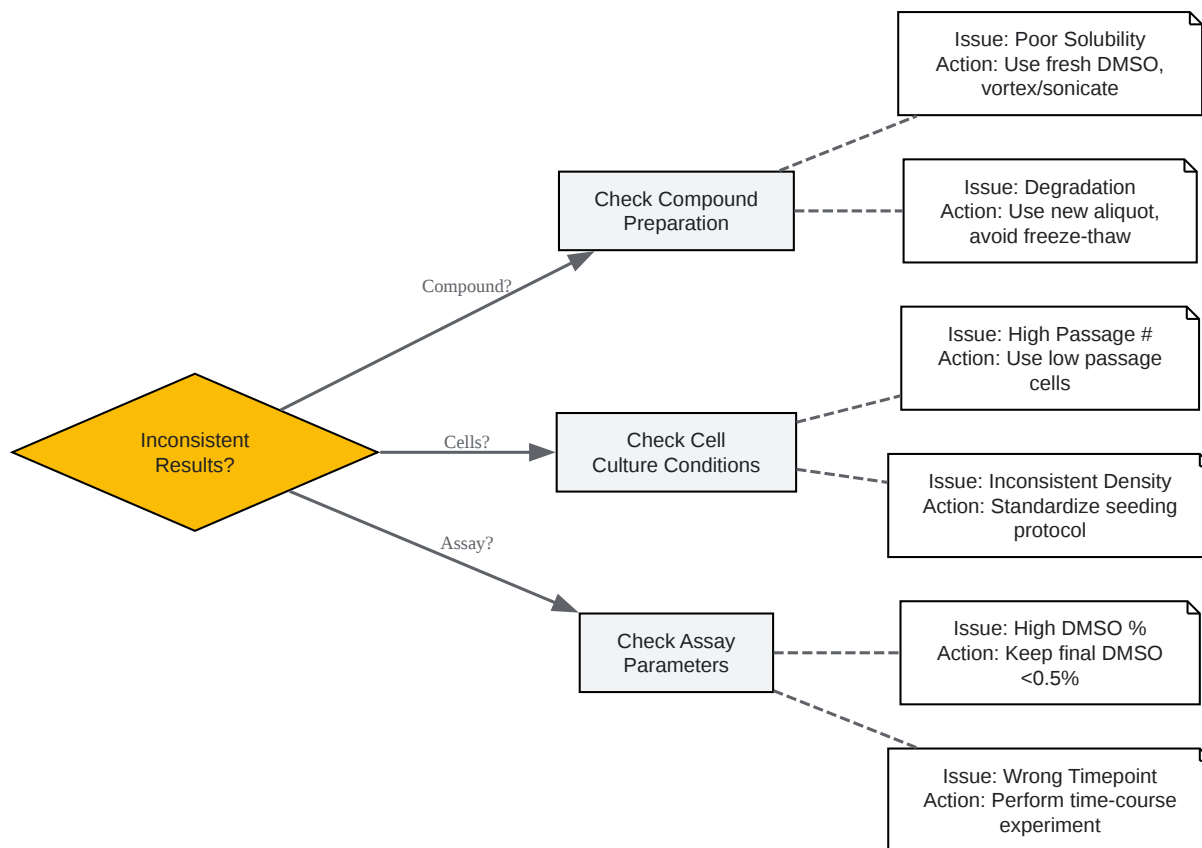 Issue: Poor Solubility
Action: Use fresh DMSO,
vortex/sonicate
Check Compound
Preparation
Issue: Degradation
Action: Use new aliquot,
avoid freeze-thaw
Compound?
Issue: High Passage #
Action: Use low passage
cells
Inconsistent
Results?
Cells?
Check Cell
Culture Conditions
Issue: Inconsistent Density
Action: Standardize seeding
protocol
Assay?
Check Assay
Parameters
Issue: High DMSO %
Action: Keep final DMSO
<0.5%
Issue: Wrong Timepoint
Action: Perform time-course
experiment